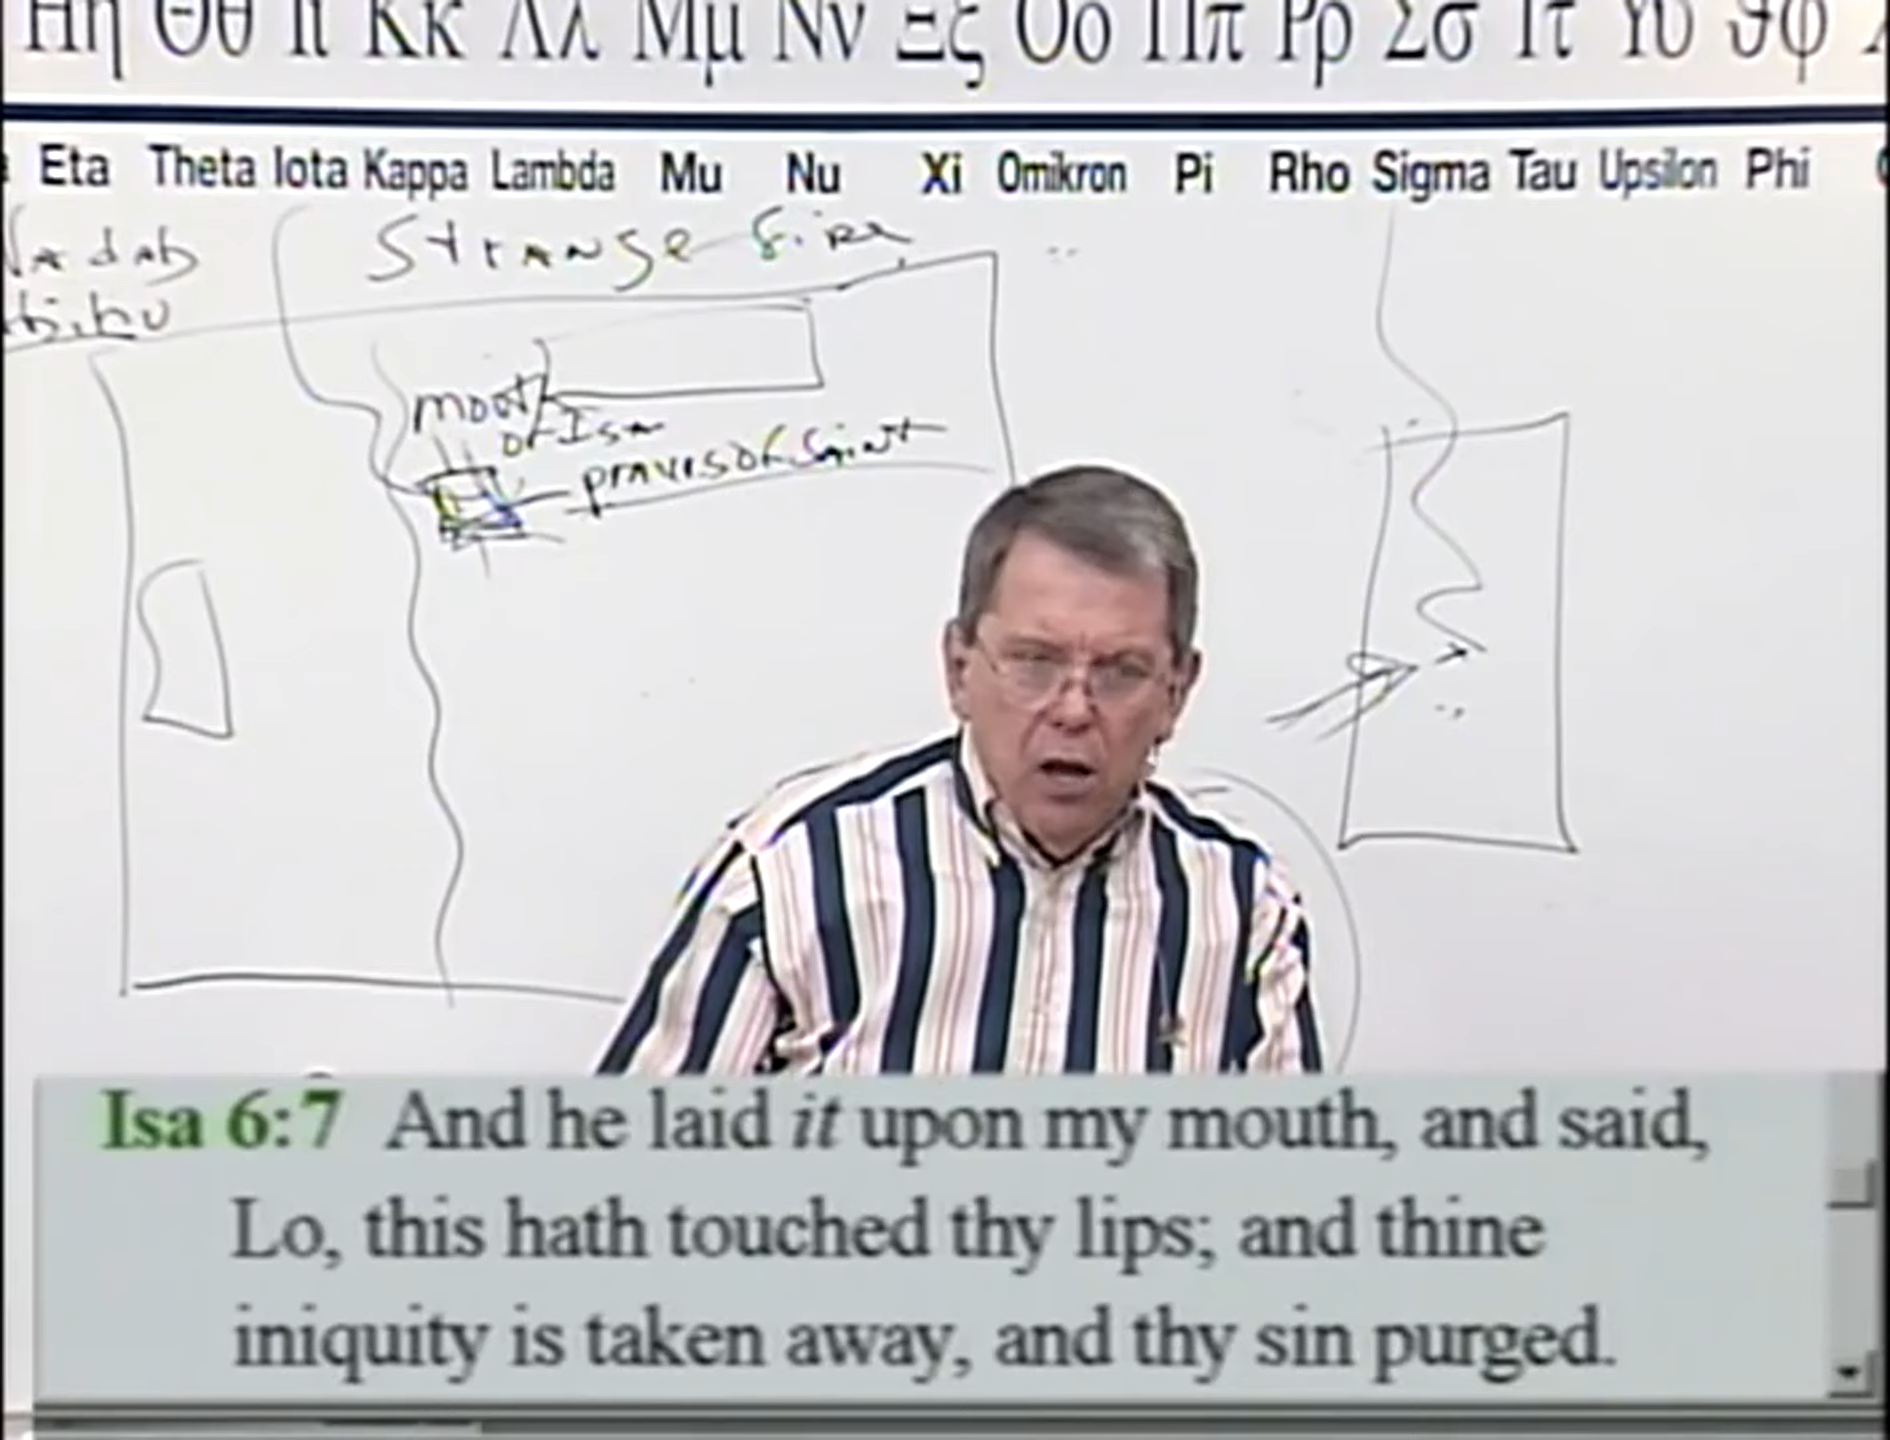 Ηη Θθ Ιι Κκ Λλ Μμ Νν Ξξ Οο Ππ Ρρ Σσ Ττ Υυ ϑφ
Eta Theta Iota Kappa Lambda Mu Nu Xi Omikron Pi Rho Sigma Tau Upsilon Phi
Strange fire
mouth
of Isa
Isa 6:7 And he laid it upon my mouth, and said,
Lo, this hath touched thy lips; and thine
iniquity is taken away, and thy sin purged.